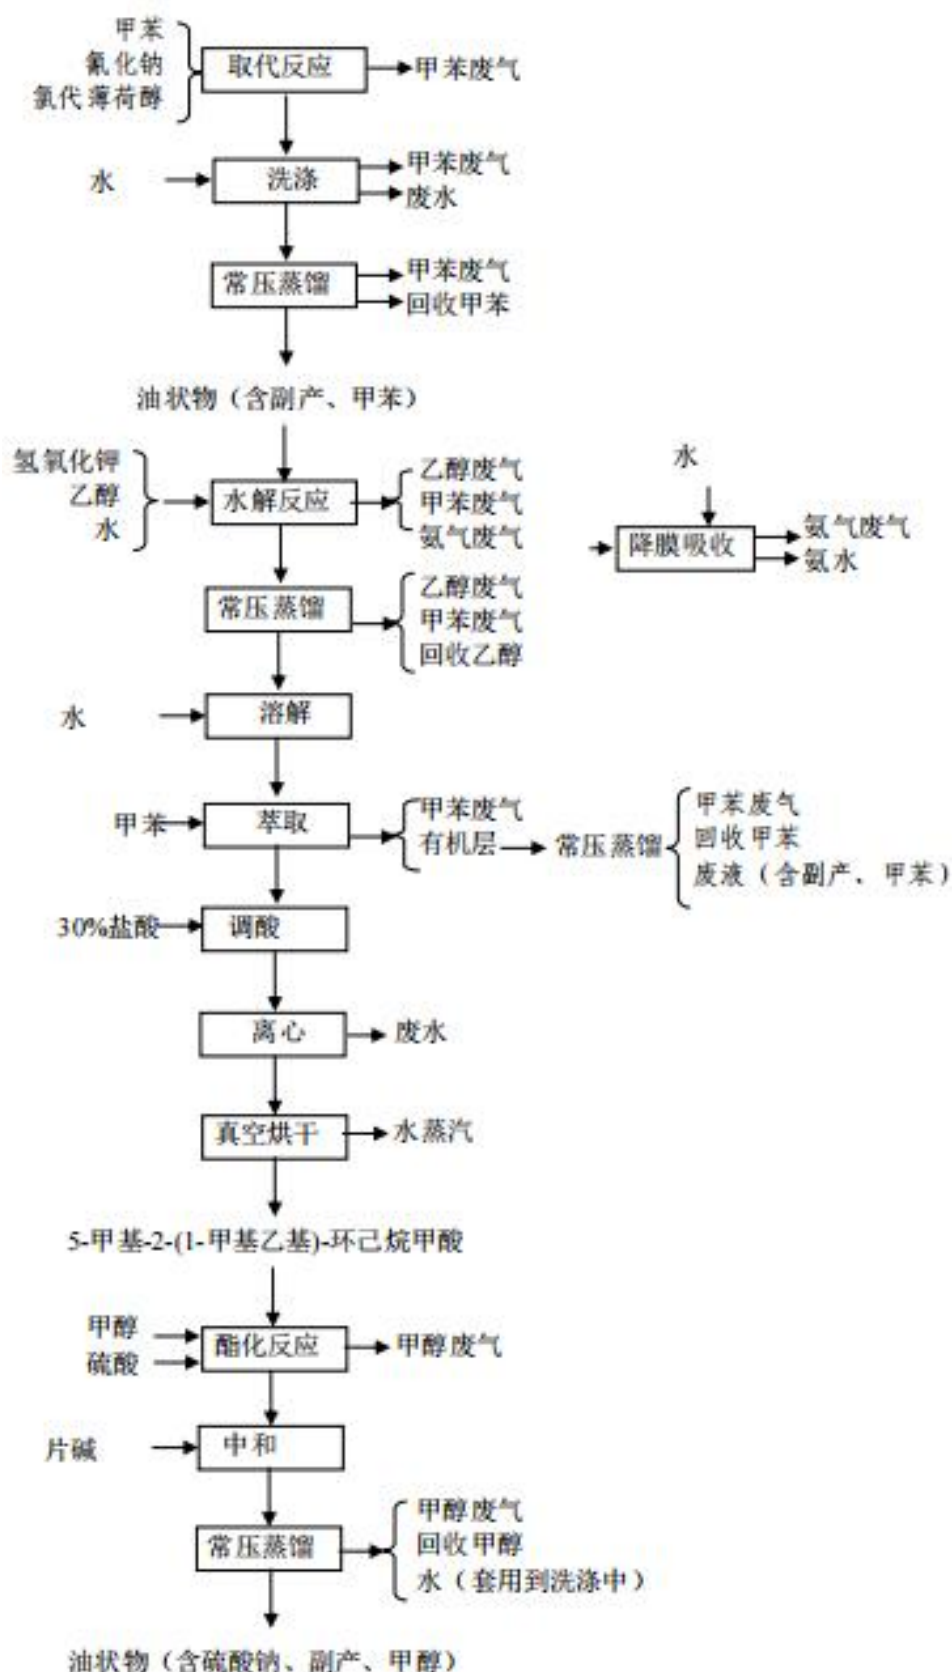 甲苯
氰化钠
氯代薄荷醇
取代反应
甲苯废气
水
洗涤
甲苯废气
废水
常压蒸馏
甲苯废气
回收甲苯
油状物（含副产、甲苯）
氢氧化钾
乙醇
水
水解反应
乙醇废气
甲苯废气
氨气废气
水
降膜吸收
氨气废气
氨水
常压蒸馏
乙醇废气
甲苯废气
回收乙醇
水
溶解
甲苯
萃取
甲苯废气
有机层
常压蒸馏
甲苯废气
回收甲苯
废液（含副产、甲苯）
30%盐酸
调酸
离心
废水
真空烘干
水蒸汽
5-甲基-2-(1-甲基乙基)-环己烷甲酸
甲醇
硫酸
酯化反应
甲醇废气
片碱
中和
常压蒸馏
甲醇废气
回收甲醇
水（套用到洗涤中）
油状物（含硫酸钠、副产、甲醇）